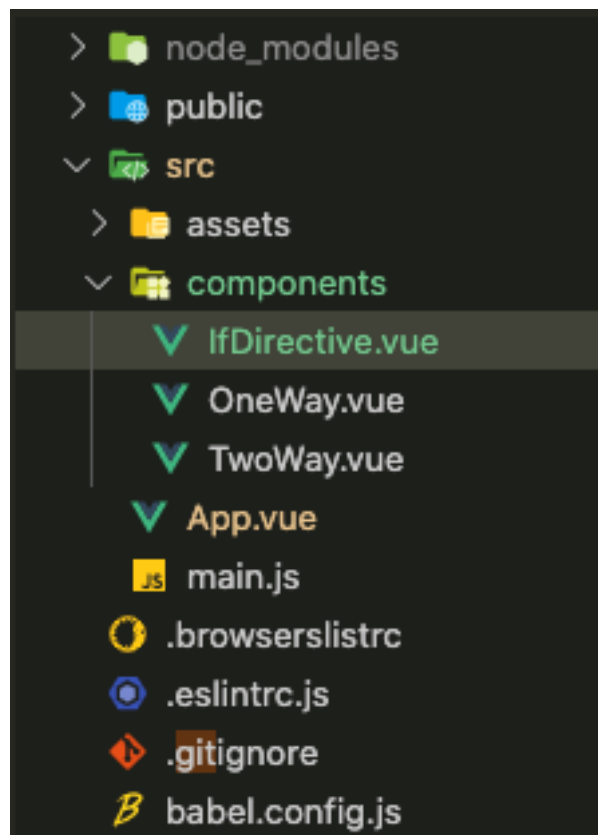 node_modules
public
src
assets
components
IfDirective.vue
OneWay.vue
TwoWay.vue
App.vue
JS main.js
.browserslistrc
.eslintrc.js
.gitignore
babel.config.js